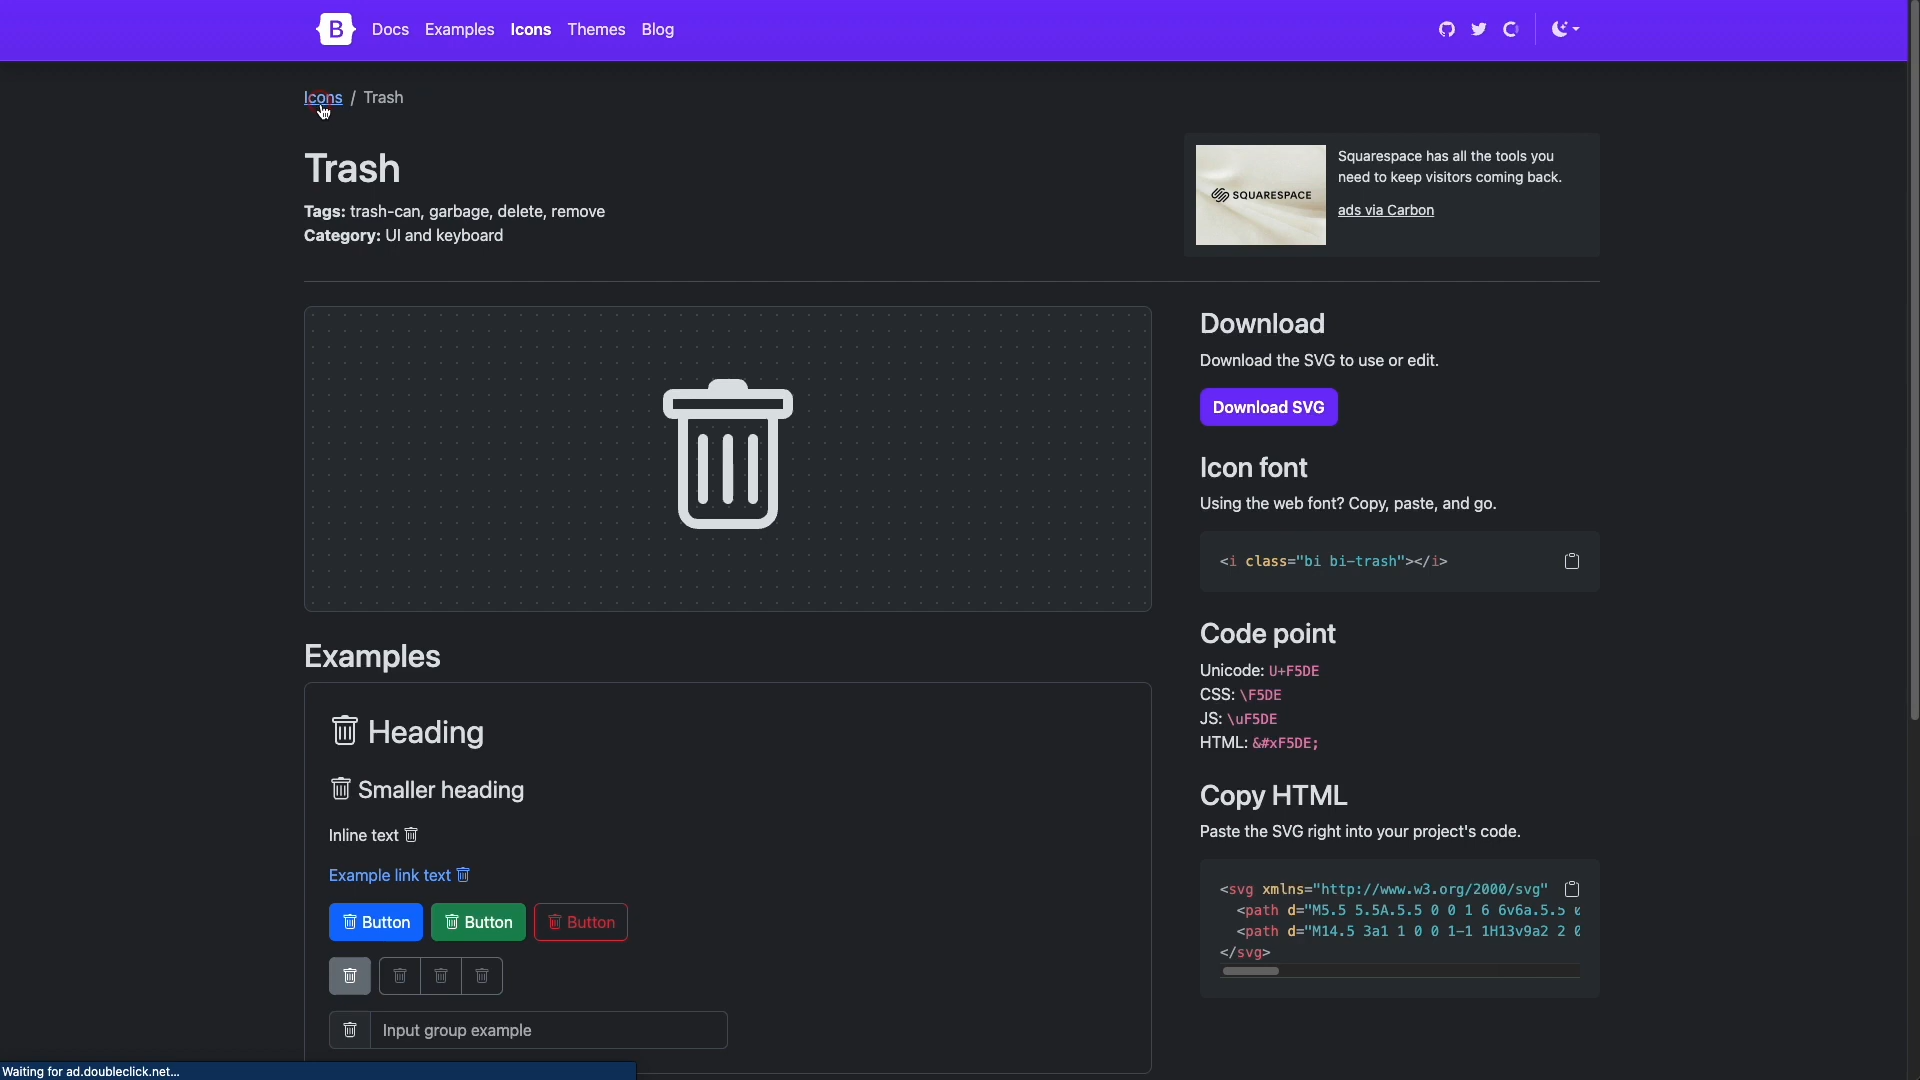 B Docs Examples Icons Themes Blog
Icons / Trash
Trash
Tags: trash-can, garbage, delete, remove
Category: UI and keyboard
SQUARESPACE
Squarespace has all the tools you
need to keep visitors coming back.
ads via Carbon
Examples
Heading
Smaller heading
Inline text
Example link text
Button Button Button
Input group example
Download
Download the SVG to use or edit.
Download SVG
Icon font
Using the web font? Copy, paste, and go.
<i class="bi bi-trash"></i>
Code point
Unicode: U+F5DE
CSS: \F5DE
JS: \uF5DE
HTML: &#xF5DE;
Copy HTML
Paste the SVG right into your project's code.
<svg xmlns="http://www.w3.org/2000/svg"
<path d="M5.5 5.5A.5.5 0 0 1 6 6v6a.5.5
<path d="M14.5 3a1 1 0 0 1-1 1H13v9a2 2
</svg>
Waiting for ad.doubleclick.net...